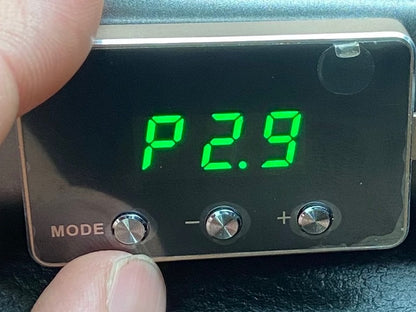 P2.9
MODE - +